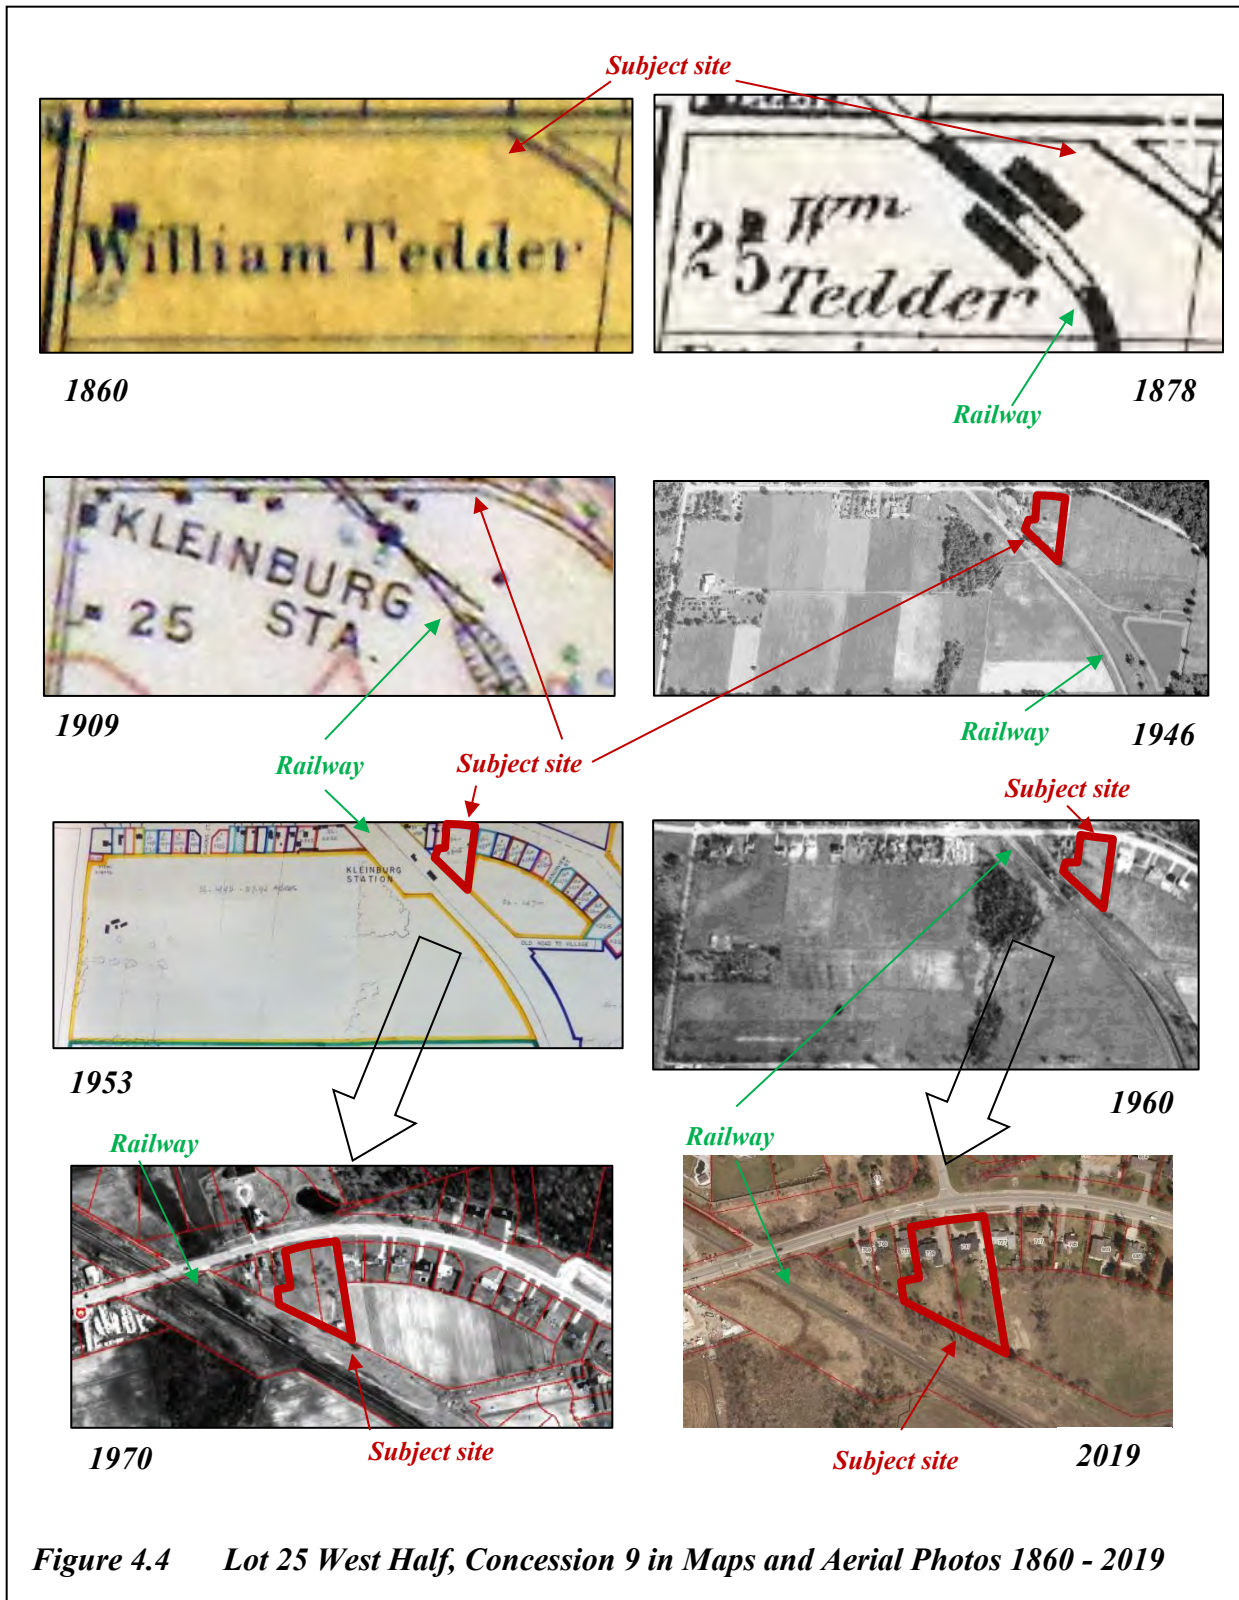 Subject site
William Tedder
25 Wm
Tedder
1860
1878
Railway
KLEINBURG
25 STA.
1909
Railway
1946
Railway
Subject site
Subject site
KLEINBURG
STATION
OLD ROAD TO VILLAGE
1953
1960
Railway
Railway
1970
Subject site
Subject site
2019
Figure 4.4 Lot 25 West Half, Concession 9 in Maps and Aerial Photos 1860 - 2019